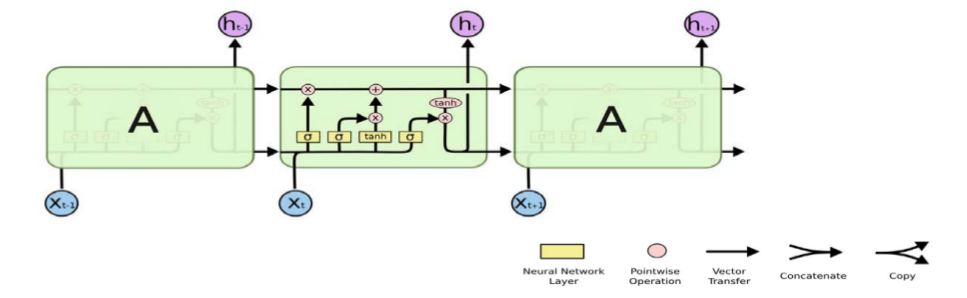 hₜ₋₁ hₜ hₜ₊₁
A A
x + tanh x
σ σ tanh σ
xₜ₋₁ xₜ xₜ₊₁
Neural Network Layer
Pointwise Operation
Vector Transfer
Concatenate
Copy